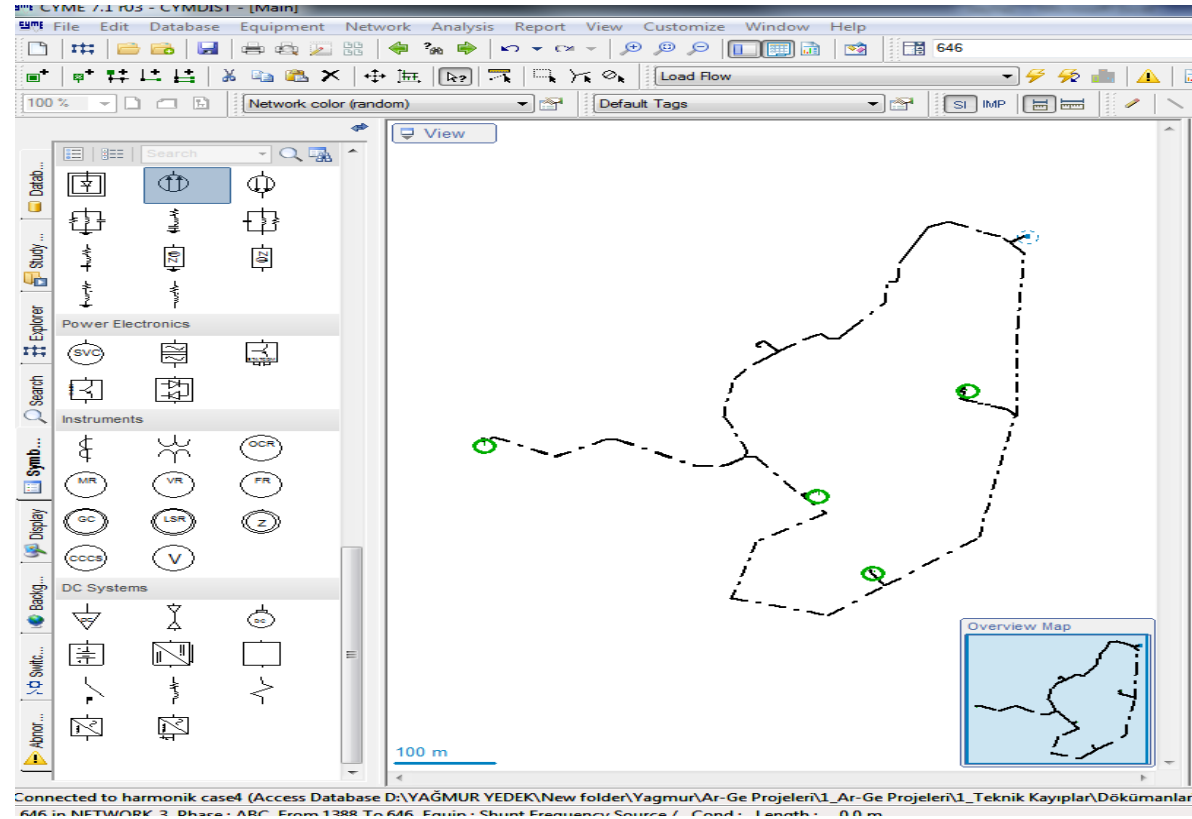 CYME 7.1 r03 - CYMDIST - [Main]
File Edit Database Equipment Network Analysis Report View Customize Window Help
646
Load Flow
100 % Network color (random) Default Tags SI IMP
View
Search
Datab...
Study ...
Explorer
Search
Symb...
Display
Backg...
Switc...
Abnor...
Power Electronics
SVC
Instruments
OCR
MR VR FR
GC LSR Z
CCCS V
DC Systems
DC
Overview Map
100 m
Connected to harmonik case4 (Access Database D:\YAĞMUR YEDEK\New folder\Yagmur\Ar-Ge Projeleri\1_Ar-Ge Projeleri\1_Teknik Kayıplar\Dökümanlar
646 in NETWORK_3, Phase : ABC, From 1388 To 646, Equip : Shunt Frequency Source / Cond : Length : 0.0 m